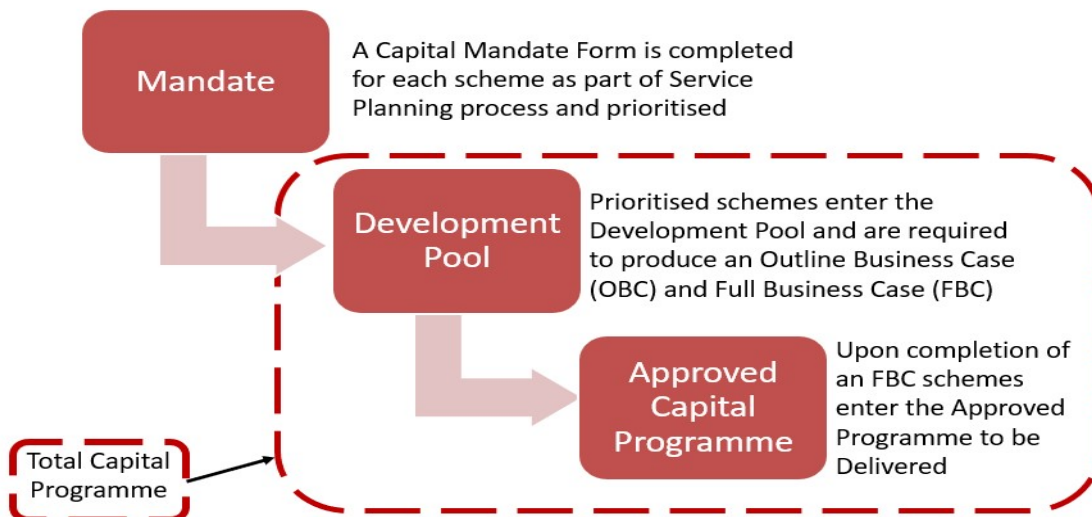 Mandate
A Capital Mandate Form is completed
for each scheme as part of Service
Planning process and prioritised
Development
Pool
Prioritised schemes enter the
Development Pool and are required
to produce an Outline Business Case
(OBC) and Full Business Case (FBC)
Approved
Capital
Programme
Upon completion of
an FBC schemes
enter the Approved
Programme to be
Delivered
Total Capital
Programme